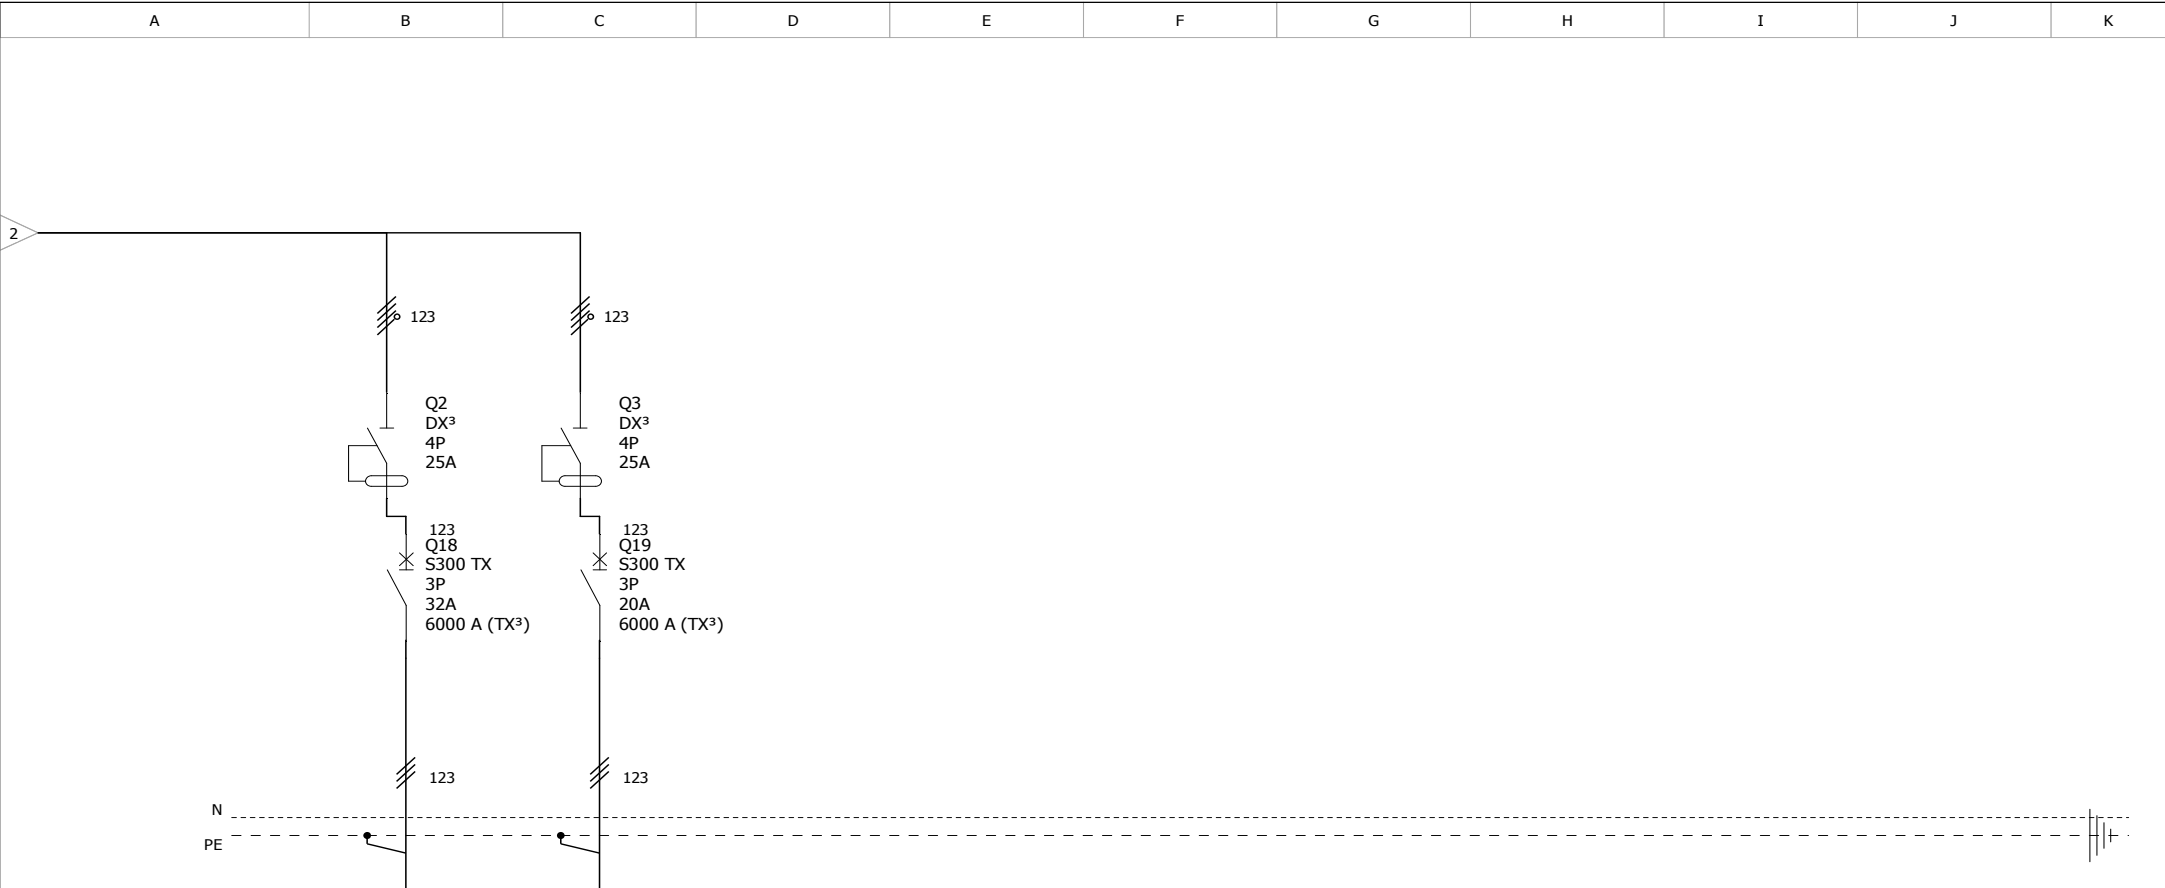 A B C D E F G H I J K
2
123 123
Q2
DX³
4P
25A
Q3
DX³
4P
25A
123
Q18
S300 TX
3P
32A
6000 A (TX³)
123
Q19
S300 TX
3P
20A
6000 A (TX³)
123 123
N
PE